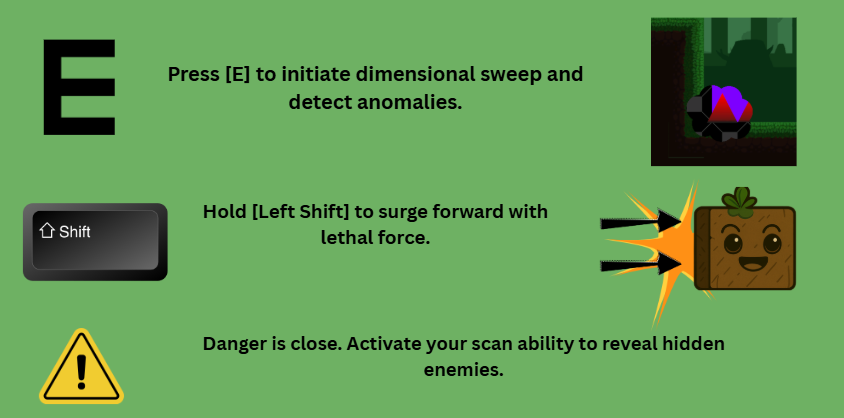 E
Press [E] to initiate dimensional sweep and
detect anomalies.
⇧ Shift
Hold [Left Shift] to surge forward with
lethal force.
!
Danger is close. Activate your scan ability to reveal hidden
enemies.